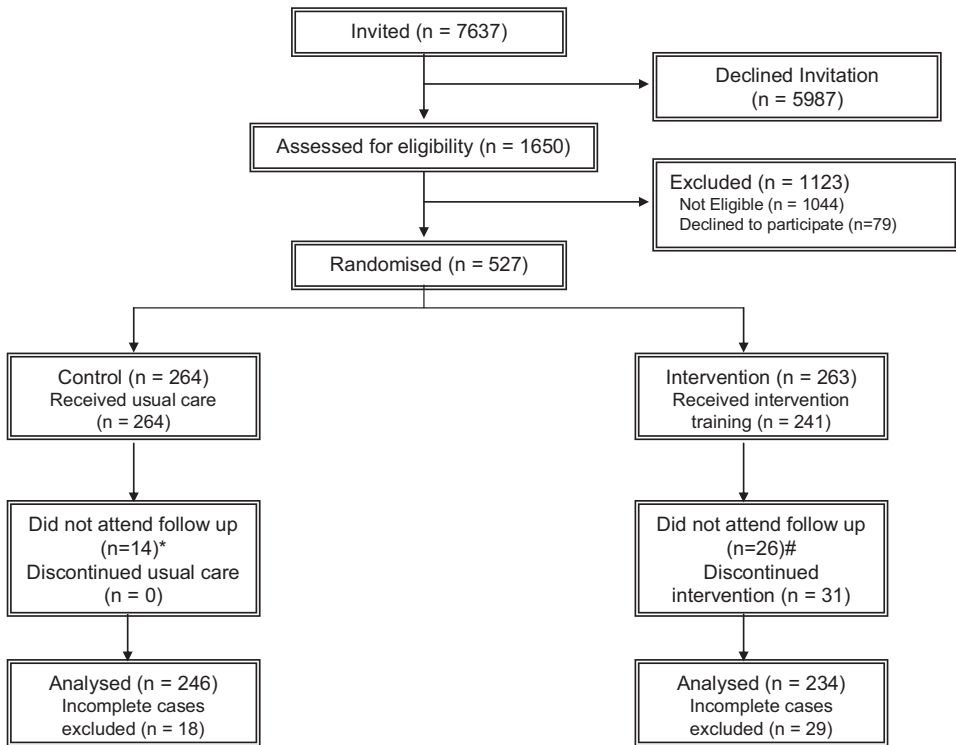 Invited (n = 7637)
Declined Invitation
(n = 5987)
Assessed for eligibility (n = 1650)
Excluded (n = 1123)
Not Eligible (n = 1044)
Declined to participate (n=79)
Randomised (n = 527)
Control (n = 264)
Received usual care
(n = 264)
Intervention (n = 263)
Received intervention
training (n = 241)
Did not attend follow up
(n=14)*
Discontinued usual care
(n = 0)
Did not attend follow up
(n=26)#
Discontinued
intervention (n = 31)
Analysed (n = 246)
Incomplete cases
excluded (n = 18)
Analysed (n = 234)
Incomplete cases
excluded (n = 29)